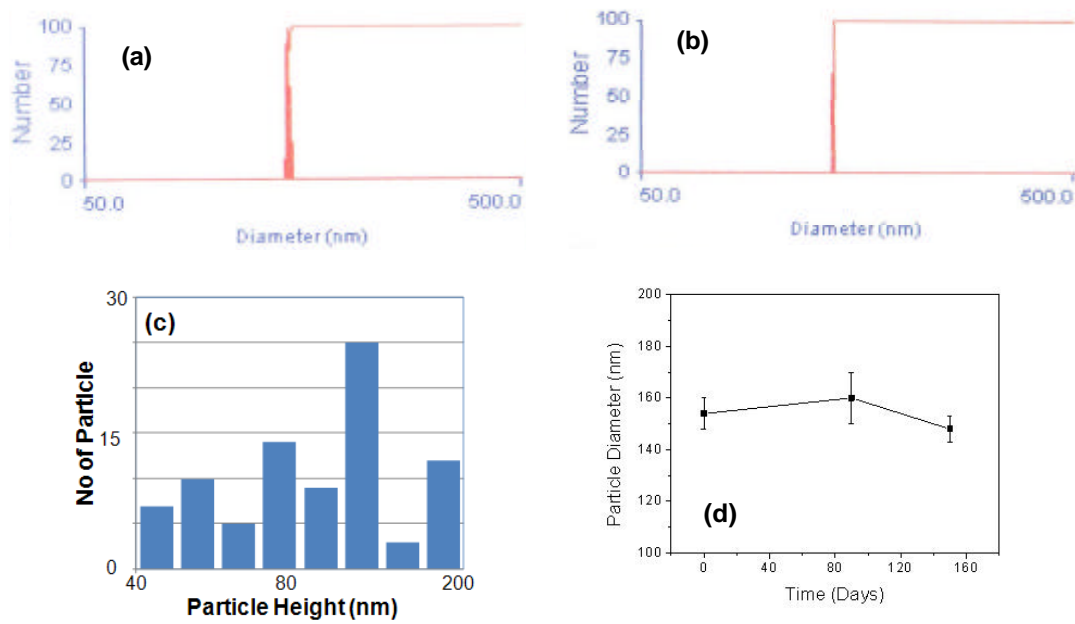 (a)
Number
100
75
50
25
0
50.0
500.0
Diameter (nm)
(b)
Number
100
75
50
25
0
50.0
500.0
Diameter (nm)
(c)
No of Particle
30
15
0
40
80
200
Particle Height (nm)
(d)
Particle Diameter (nm)
200
180
160
140
120
100
0
40
80
120
160
Time (Days)